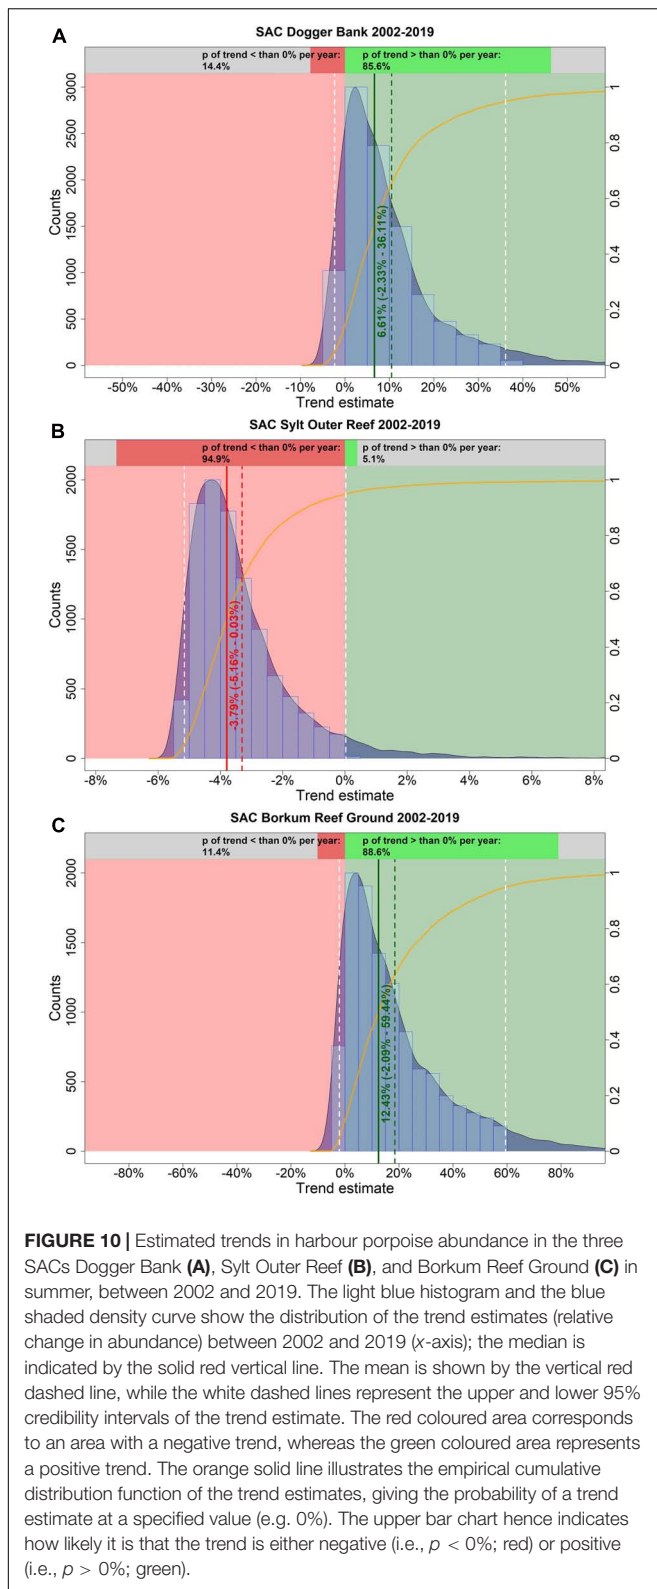 A
SAC Dogger Bank 2002-2019
p of trend < than 0% per year:
14.4%
p of trend > than 0% per year:
85.6%
Counts
3000
2500
2000
1500
1000
500
0
1
0.8
0.6
0.4
0.2
0
6.61% (-2.33% - 36.11%)
-50% -40% -30% -20% -10% 0% 10% 20% 30% 40% 50%
Trend estimate
B
SAC Sylt Outer Reef 2002-2019
p of trend < than 0% per year:
94.9%
p of trend > than 0% per year:
5.1%
Counts
2000
1500
1000
500
0
1
0.8
0.6
0.4
0.2
0
-3.79% (-5.16% - 0.03%)
-8% -6% -4% -2% 0% 2% 4% 6% 8%
Trend estimate
C
SAC Borkum Reef Ground 2002-2019
p of trend < than 0% per year:
11.4%
p of trend > than 0% per year:
88.6%
Counts
2000
1500
1000
500
0
1
0.8
0.6
0.4
0.2
0
12.43% (-2.09% - 59.44%)
-80% -60% -40% -20% 0% 20% 40% 60% 80%
Trend estimate
FIGURE 10 | Estimated trends in harbour porpoise abundance in the three
SACs Dogger Bank (A), Sylt Outer Reef (B), and Borkum Reef Ground (C) in
summer, between 2002 and 2019. The light blue histogram and the blue
shaded density curve show the distribution of the trend estimates (relative
change in abundance) between 2002 and 2019 (x-axis); the median is
indicated by the solid red vertical line. The mean is shown by the vertical red
dashed line, while the white dashed lines represent the upper and lower 95%
credibility intervals of the trend estimate. The red coloured area corresponds
to an area with a negative trend, whereas the green coloured area represents
a positive trend. The orange solid line illustrates the empirical cumulative
distribution function of the trend estimates, giving the probability of a trend
estimate at a specified value (e.g. 0%). The upper bar chart hence indicates
how likely it is that the trend is either negative (i.e., p < 0%; red) or positive
(i.e., p > 0%; green).